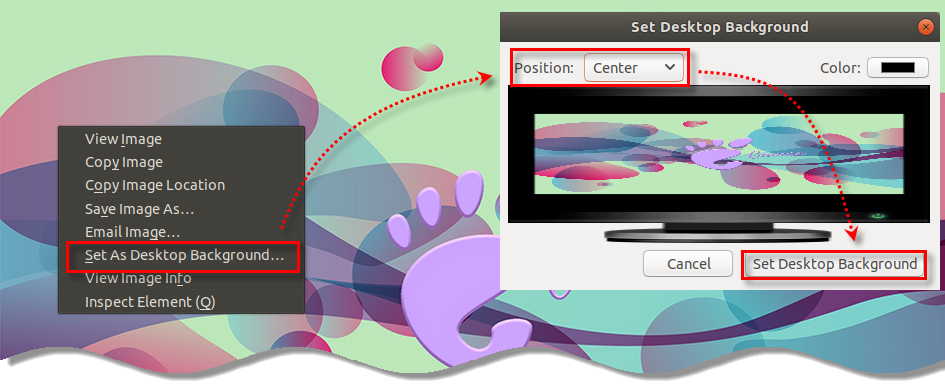 View Image
Copy Image
Copy Image Location
Save Image As…
Email Image…
Set As Desktop Background…
View Image Info
Inspect Element (Q)
Set Desktop Background
Position: Center
Color:
Cancel
Set Desktop Background